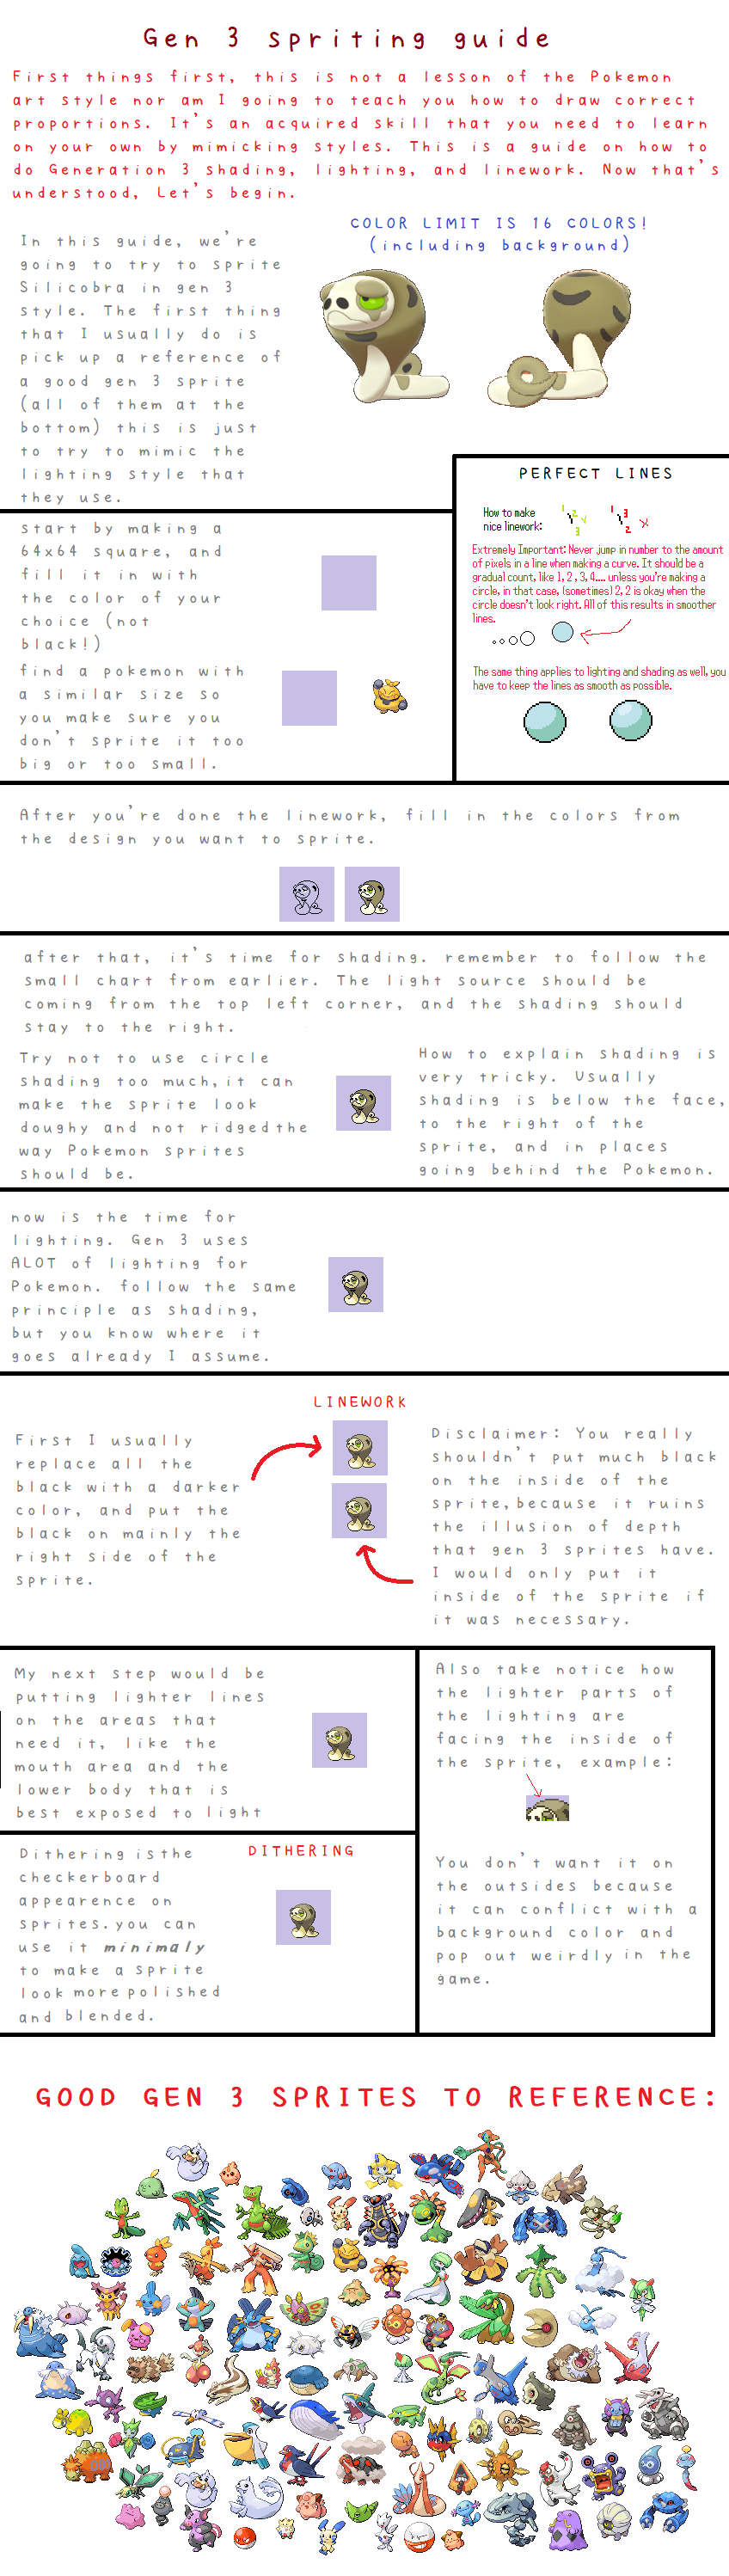 Gen 3 spriting guide
First things first, this is not a lesson of the Pokemon
art style nor am I going to teach you how to draw correct
proportions. It's an acquired skill that you need to learn
on your own by mimicking styles. This is a guide on how to
do Generation 3 shading, lighting, and linework. Now that's
understood, Let's begin.
COLOR LIMIT IS 16 COLORS!
(including background)
In this guide, we're
going to try to sprite
Silicobra in gen 3
style. The first thing
that I usually do is
pick up a reference of
a good gen 3 sprite
(all of them at the
bottom) this is just
to try to mimic the
lighting style that
they use.
PERFECT LINES
How to make
nice linework:
1 2 3
1 3 2 X
Extremely Important: Never jump in number to the amount
of pixels in a line when making a curve. It should be a
gradual count, like 1, 2 , 3, 4.... unless you're making a
circle, in that case, (sometimes) 2, 2 is okay when the
circle doesn't look right. All of this results in smoother
lines.
The same thing applies to lighting and shading as well, you
have to keep the lines as smooth as possible.
start by making a
64x64 square, and
fill it in with
the color of your
choice (not
black!)
find a pokemon with
a similar size so
you make sure you
don't sprite it too
big or too small.
After you're done the linework, fill in the colors from
the design you want to sprite.
after that, it's time for shading. remember to follow the
small chart from earlier. The light source should be
coming from the top left corner, and the shading should
stay to the right.
Try not to use circle
shading too much, it can
make the sprite look
doughy and not ridged the
way Pokemon sprites
should be.
How to explain shading is
very tricky. Usually
shading is below the face,
to the right of the
sprite, and in places
going behind the Pokemon.
now is the time for
lighting. Gen 3 uses
ALOT of lighting for
Pokemon. follow the same
principle as shading,
but you know where it
goes already I assume.
LINEWORK
First I usually
replace all the
black with a darker
color, and put the
black on mainly the
right side of the
sprite.
Disclaimer: You really
shouldn't put much black
on the inside of the
sprite, because it ruins
the illusion of depth
that gen 3 sprites have.
I would only put it
inside of the sprite if
it was necessary.
My next step would be
putting lighter lines
on the areas that
need it, like the
mouth area and the
lower body that is
best exposed to light
Also take notice how
the lighter parts of
the lighting are
facing the inside of
the sprite, example:
You don't want it on
the outsides because
it can conflict with a
background color and
pop out weirdly in the
game.
DITHERING
Dithering is the
checkerboard
appearence on
sprites. you can
use it minimaly
to make a sprite
look more polished
and blended.
GOOD GEN 3 SPRITES TO REFERENCE: